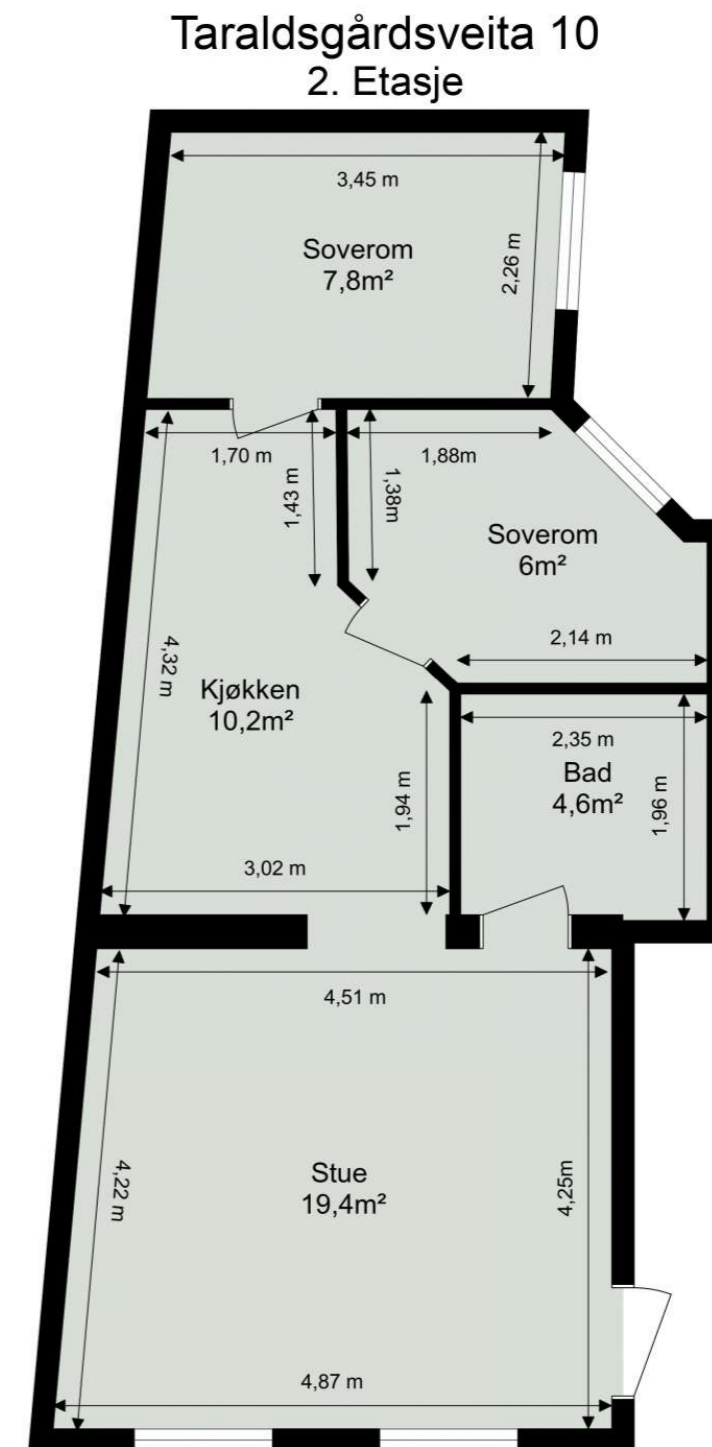 Taraldsgårdsveita 10
2. Etasje
3,45 m
Soverom
7,8m²
2,26 m
1,70 m
1,88m
1,43 m
1,38m
Soverom
6m²
2,14 m
4,32 m
Kjøkken
10,2m²
2,35 m
Bad
4,6m²
1,94 m
1,96 m
3,02 m
4,51 m
Stue
19,4m²
4,22 m
4,25m
4,87 m